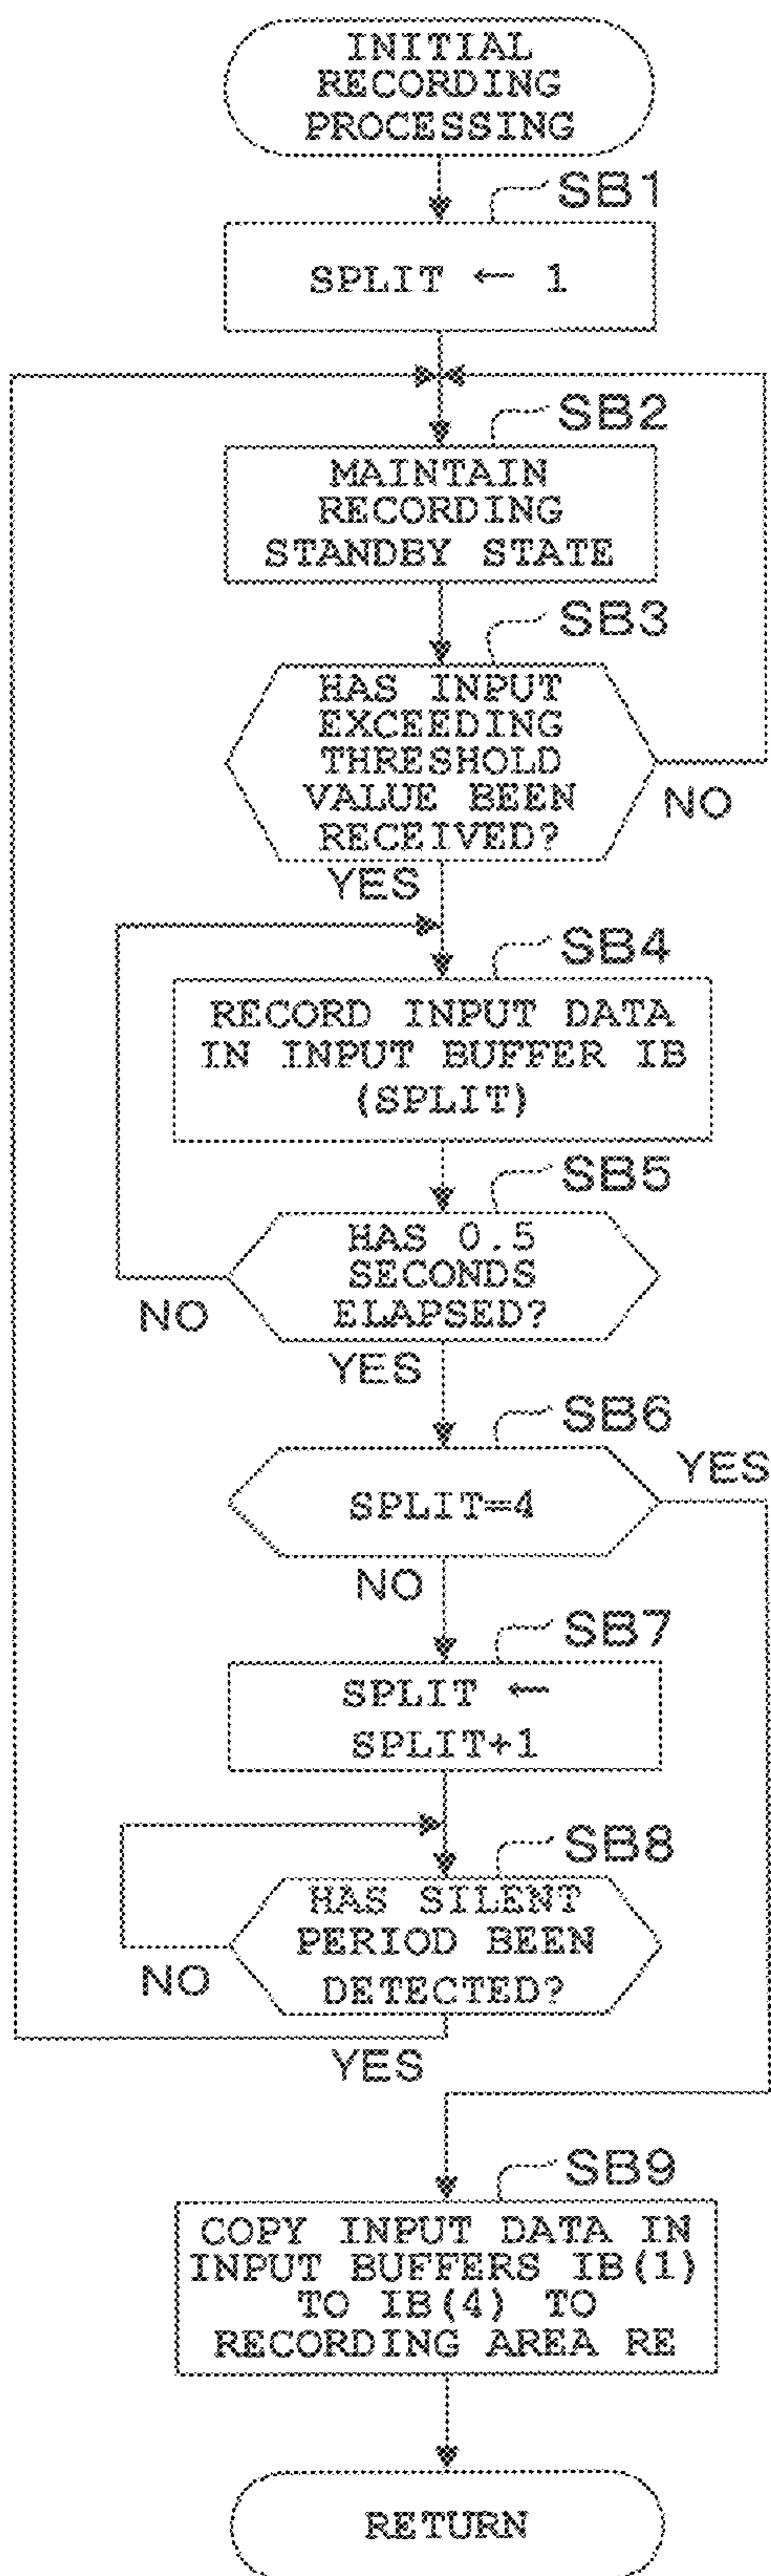 INITIAL
RECORDING
PROCESSING
SB1
SPLIT ← 1
SB2
MAINTAIN
RECORDING
STANDBY STATE
SB3
HAS INPUT
EXCEEDING
THRESHOLD
VALUE BEEN
RECEIVED?
NO
YES
SB4
RECORD INPUT DATA
IN INPUT BUFFER IB
(SPLIT)
SB5
HAS 0.5
SECONDS
ELAPSED?
NO
YES
SB6
YES
SPLIT=4
NO
SB7
SPLIT ←
SPLIT+1
SB8
HAS SILENT
PERIOD BEEN
DETECTED?
NO
YES
SB9
COPY INPUT DATA IN
INPUT BUFFERS IB(1)
TO IB(4) TO
RECORDING AREA RE
RETURN